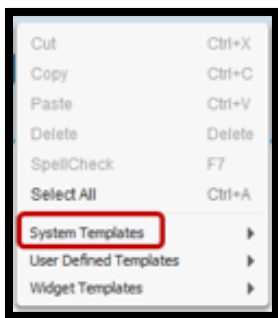 Cut Ctrl+X
Copy Ctrl+C
Paste Ctrl+V
Delete Delete
SpellCheck F7
Select All Ctrl+A
System Templates
User Defined Templates
Widget Templates